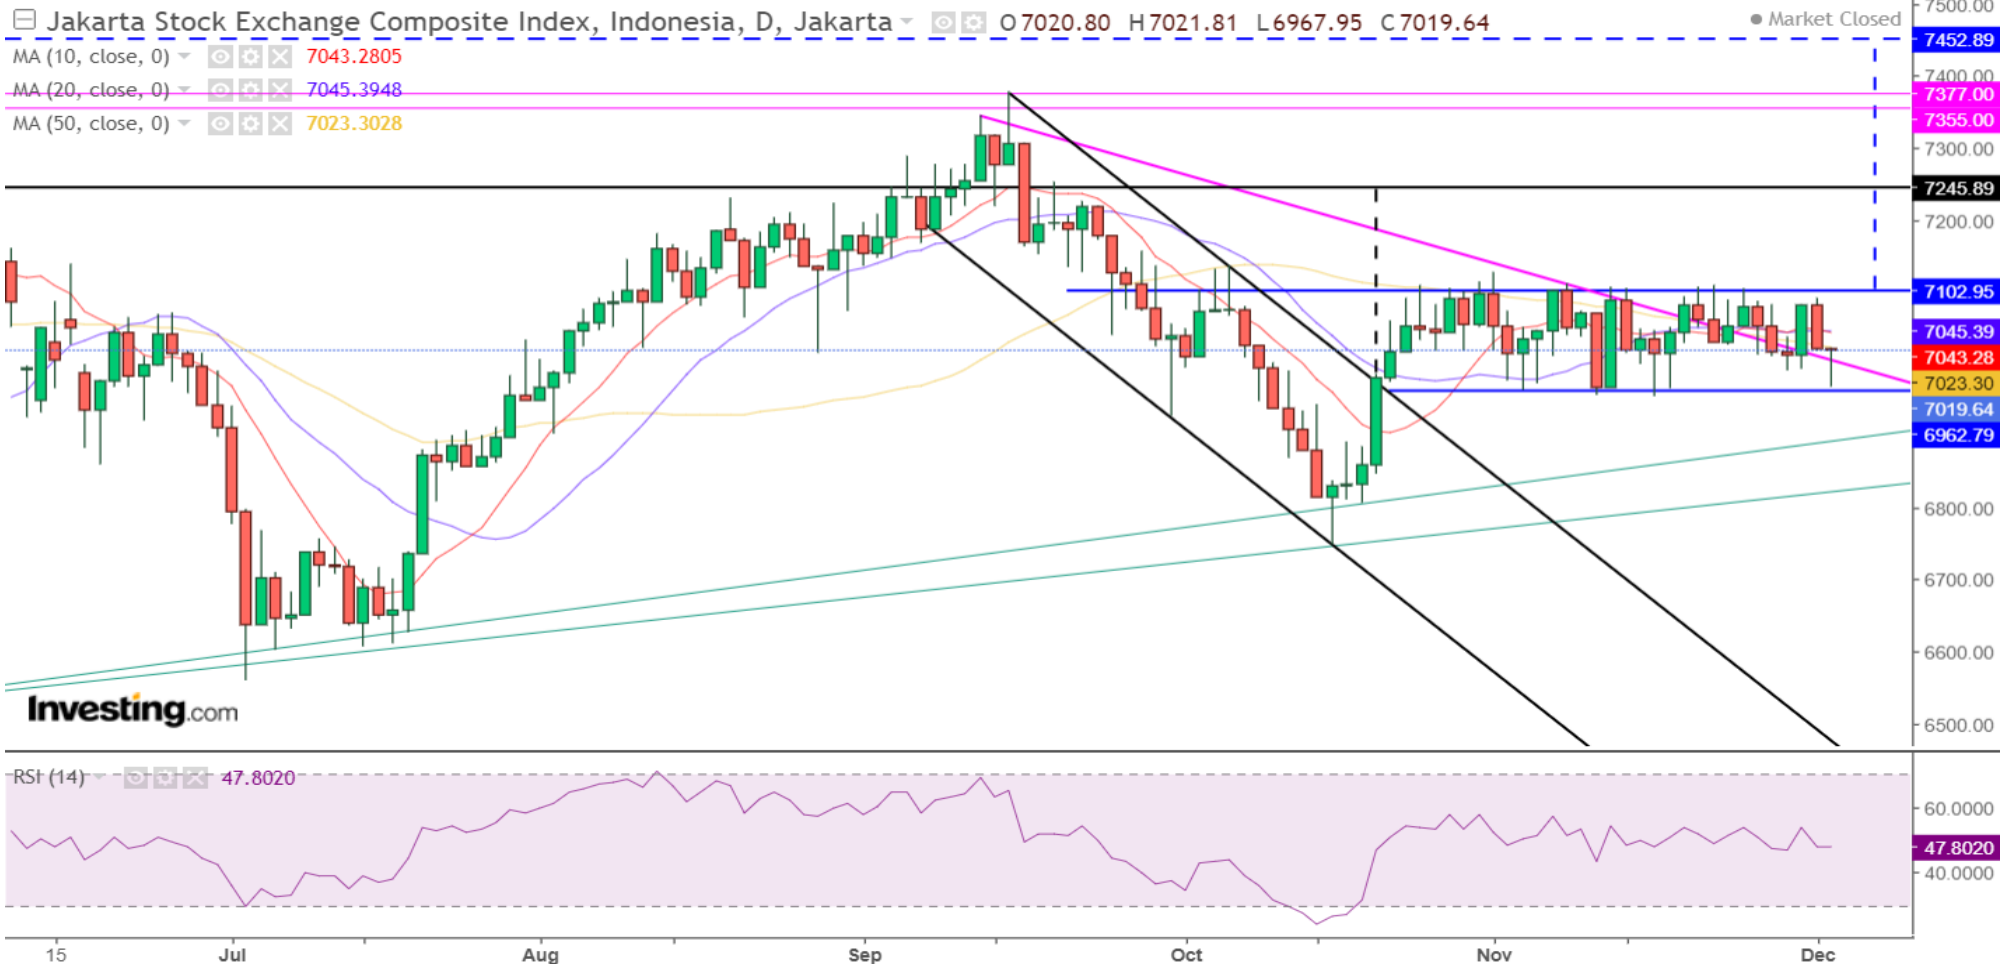 Jakarta Stock Exchange Composite Index, Indonesia, D, Jakarta O7020.80 H7021.81 L6967.95 C7019.64
Market Closed
MA (10, close, 0) 7043.2805
MA (20, close, 0) 7045.3948
MA (50, close, 0) 7023.3028
7500.00
7452.89
7400.00
7377.00
7355.00
7300.00
7245.89
7200.00
7102.95
7045.39
7043.28
7023.30
7019.64
6962.79
6800.00
6700.00
6600.00
6500.00
Investing.com
RSI (14) 47.8020
60.0000
47.8020
40.0000
15 Jul Aug Sep Oct Nov Dec